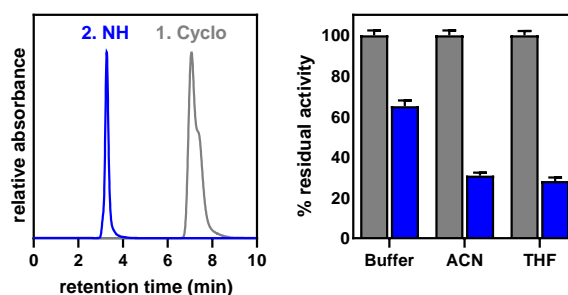 2. NH 1. Cyclo
relative absorbance
0 2 4 6 8 10
retention time (min)
% residual activity
100
80
60
40
20
0
Buffer ACN THF